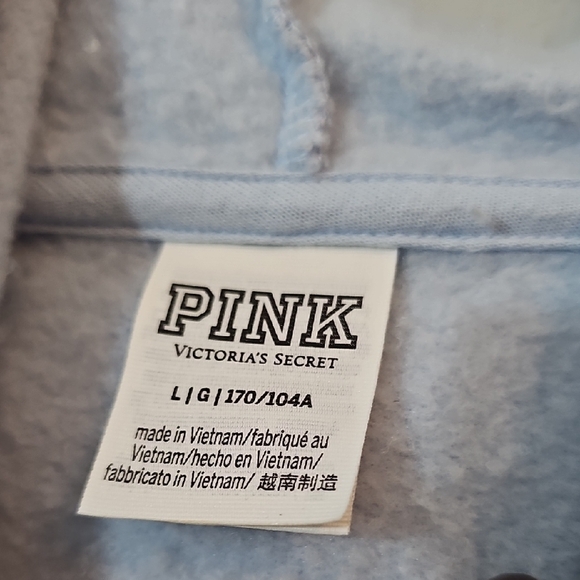 PINK
VICTORIA'S SECRET
L | G | 170/104A
made in Vietnam/fabriqué au
Vietnam/hecho en Vietnam/
fabbricato in Vietnam/ 越南制造